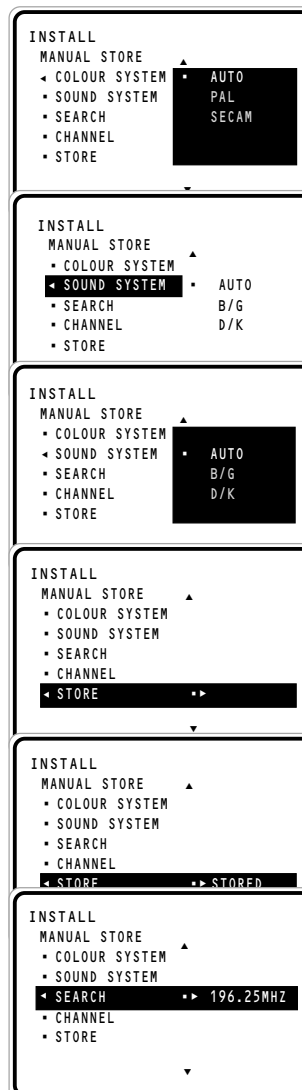 INSTALL
MANUAL STORE ▲
◂ COLOUR SYSTEM ▪ AUTO
▪ SOUND SYSTEM PAL
▪ SEARCH SECAM
▪ CHANNEL
▪ STORE
▼
INSTALL
MANUAL STORE ▲
▪ COLOUR SYSTEM
◂ SOUND SYSTEM ▪ AUTO
▪ SEARCH B/G
▪ CHANNEL D/K
▪ STORE
INSTALL
MANUAL STORE ▲
▪ COLOUR SYSTEM
◂ SOUND SYSTEM ▪ AUTO
▪ SEARCH B/G
▪ CHANNEL D/K
▪ STORE
INSTALL
MANUAL STORE ▲
▪ COLOUR SYSTEM
▪ SOUND SYSTEM
▪ SEARCH
▪ CHANNEL
◂ STORE ▪▸
▼
INSTALL
MANUAL STORE ▲
▪ COLOUR SYSTEM
▪ SOUND SYSTEM
▪ SEARCH
▪ CHANNEL
◂ STORE ▪▸ STORED
INSTALL
MANUAL STORE ▲
▪ COLOUR SYSTEM
▪ SOUND SYSTEM
◂ SEARCH ▪▸ 196.25MHZ
▪ CHANNEL
▪ STORE
▼